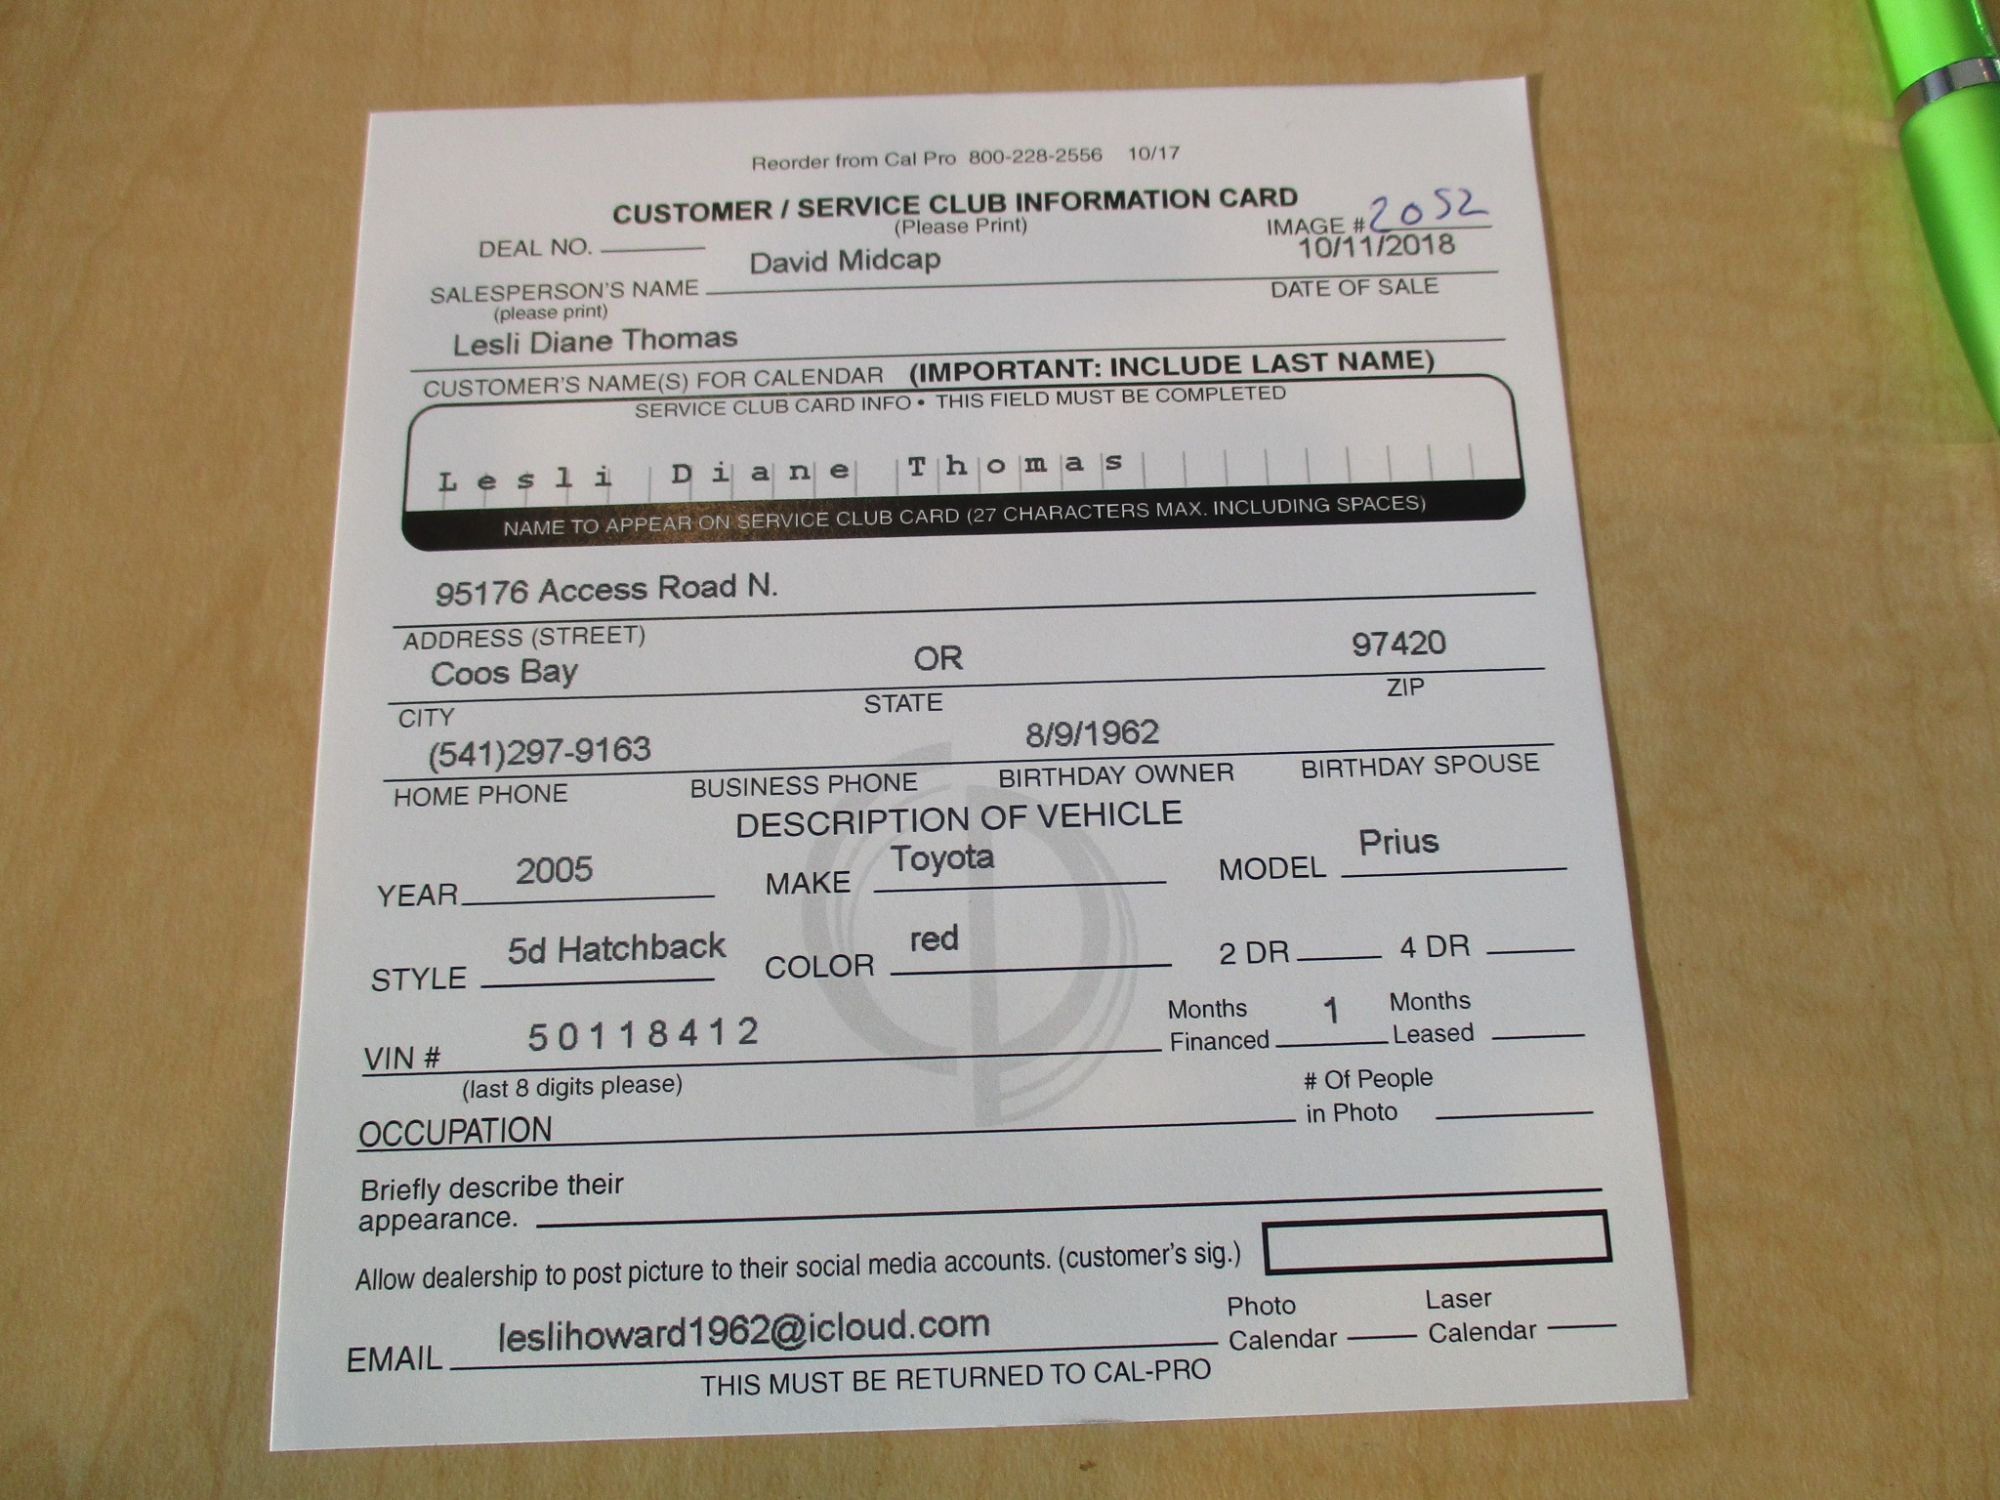 Reorder from Cal Pro 800-228-2556 10/17
CUSTOMER / SERVICE CLUB INFORMATION CARD
(Please Print)
IMAGE # 2052
DEAL NO.
David Midcap
10/11/2018
SALESPERSON'S NAME
DATE OF SALE
(please print)
Lesli Diane Thomas
CUSTOMER'S NAME(S) FOR CALENDAR (IMPORTANT: INCLUDE LAST NAME)
SERVICE CLUB CARD INFO • THIS FIELD MUST BE COMPLETED
Lesli Diane Thomas
NAME TO APPEAR ON SERVICE CLUB CARD (27 CHARACTERS MAX. INCLUDING SPACES)
95176 Access Road N.
ADDRESS (STREET)
Coos Bay OR 97420
CITY STATE ZIP
(541)297-9163 8/9/1962
HOME PHONE BUSINESS PHONE BIRTHDAY OWNER BIRTHDAY SPOUSE
DESCRIPTION OF VEHICLE
YEAR 2005 MAKE Toyota MODEL Prius
STYLE 5d Hatchback COLOR red 2 DR 4 DR
VIN # 50118412 Months Financed 1 Months Leased
(last 8 digits please)
OCCUPATION # Of People in Photo
Briefly describe their
appearance.
Allow dealership to post picture to their social media accounts. (customer's sig.)
EMAIL leslihoward1962@icloud.com Photo Calendar Laser Calendar
THIS MUST BE RETURNED TO CAL-PRO